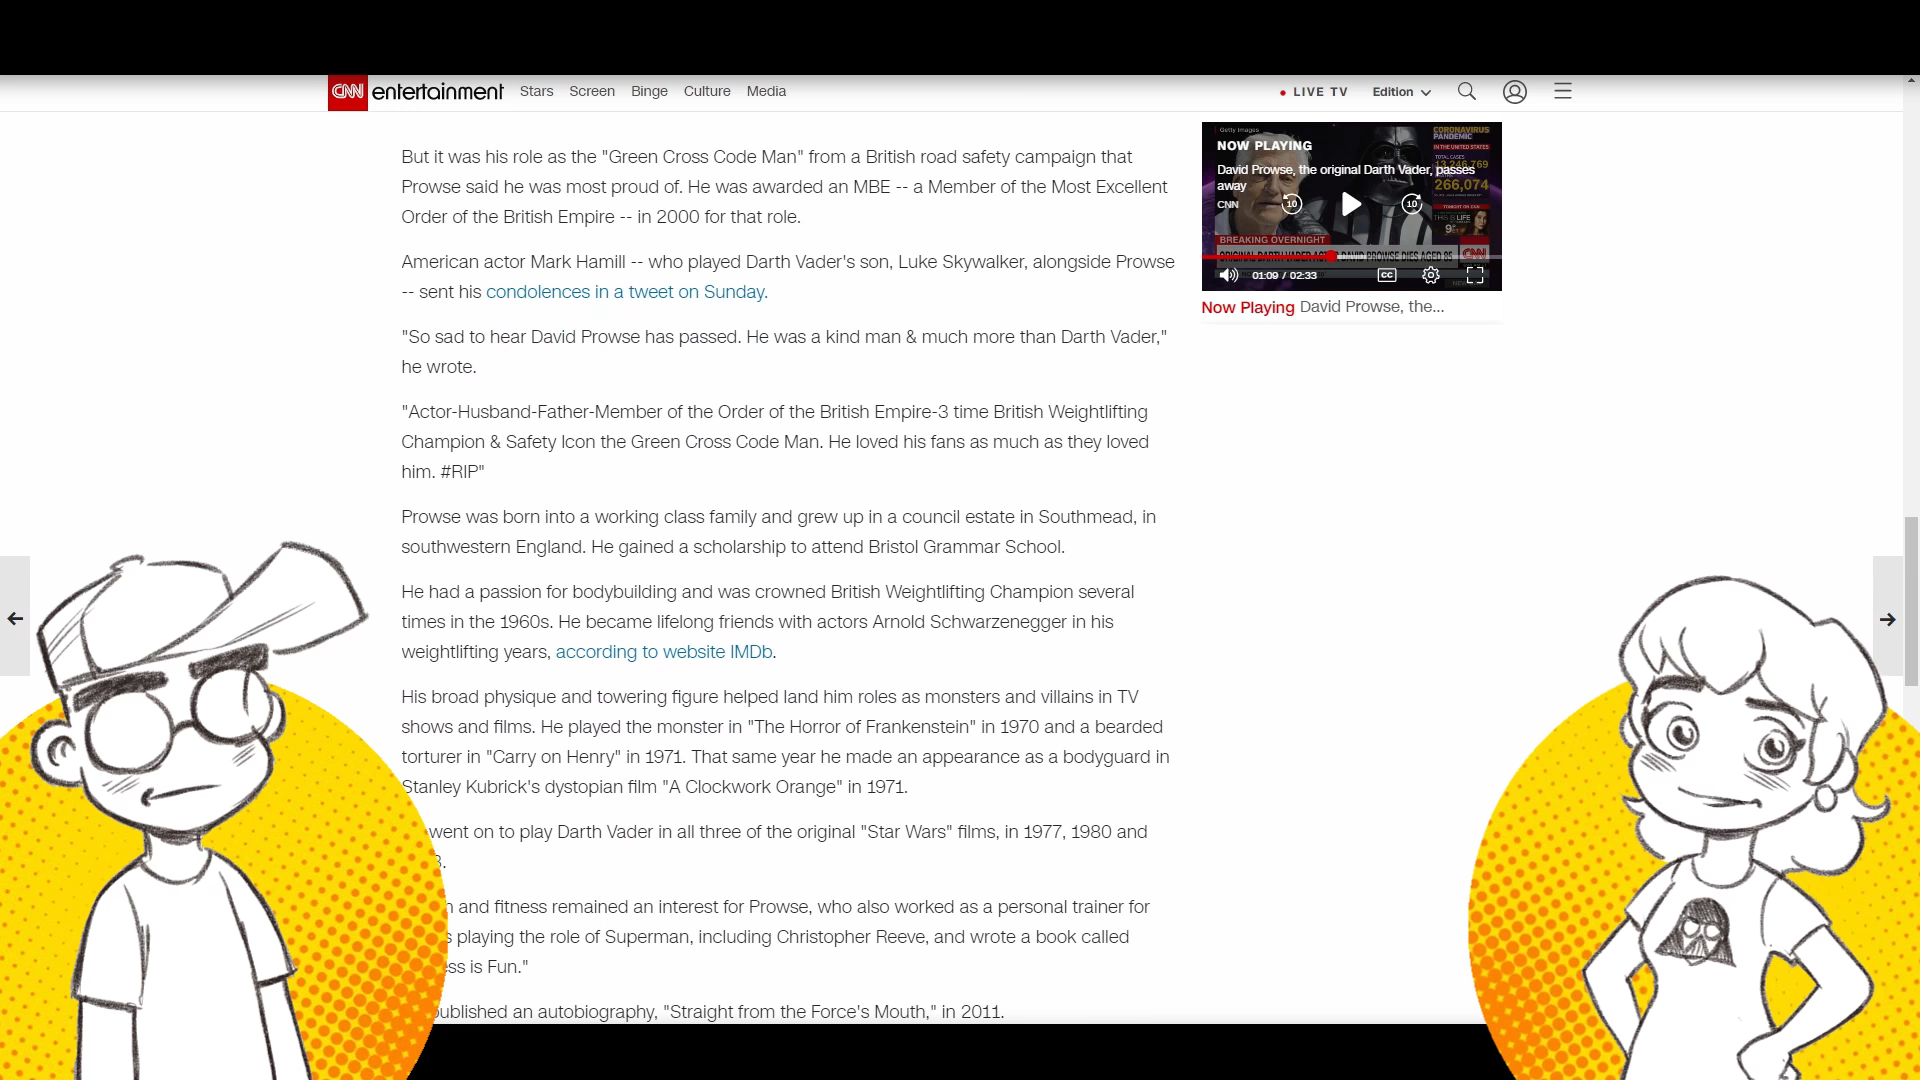 CNN entertainment Stars Screen Binge Culture Media LIVE TV Edition
But it was his role as the "Green Cross Code Man" from a British road safety campaign that
Prowse said he was most proud of. He was awarded an MBE -- a Member of the Most Excellent
Order of the British Empire -- in 2000 for that role.
American actor Mark Hamill -- who played Darth Vader's son, Luke Skywalker, alongside Prowse
-- sent his condolences in a tweet on Sunday.
"So sad to hear David Prowse has passed. He was a kind man & much more than Darth Vader,"
he wrote.
"Actor-Husband-Father-Member of the Order of the British Empire-3 time British Weightlifting
Champion & Safety Icon the Green Cross Code Man. He loved his fans as much as they loved
him. #RIP"
Prowse was born into a working class family and grew up in a council estate in Southmead, in
southwestern England. He gained a scholarship to attend Bristol Grammar School.
He had a passion for bodybuilding and was crowned British Weightlifting Champion several
times in the 1960s. He became lifelong friends with actors Arnold Schwarzenegger in his
weightlifting years, according to website IMDb.
His broad physique and towering figure helped land him roles as monsters and villains in TV
shows and films. He played the monster in "The Horror of Frankenstein" in 1970 and a bearded
torturer in "Carry on Henry" in 1971. That same year he made an appearance as a bodyguard in
Stanley Kubrick's dystopian film "A Clockwork Orange" in 1971.
went on to play Darth Vader in all three of the original "Star Wars" films, in 1977, 1980 and
and fitness remained an interest for Prowse, who also worked as a personal trainer for
playing the role of Superman, including Christopher Reeve, and wrote a book called
is Fun."
published an autobiography, "Straight from the Force's Mouth," in 2011.
Getty Images
NOW PLAYING
David Prowse, the original Darth Vader, passes
away
CNN
10 10
CORONAVIRUS
PANDEMIC
IN THE UNITED STATES
TOTAL CASES
13,246,769
266,074
TONIGHT ON CNN
THIS IS LIFE
BREAKING OVERNIGHT
ORIGINAL DARTH VADER DAVID PROWSE DIES AGED 85
CNN
01:09 / 02:33 CC
Now Playing David Prowse, the...